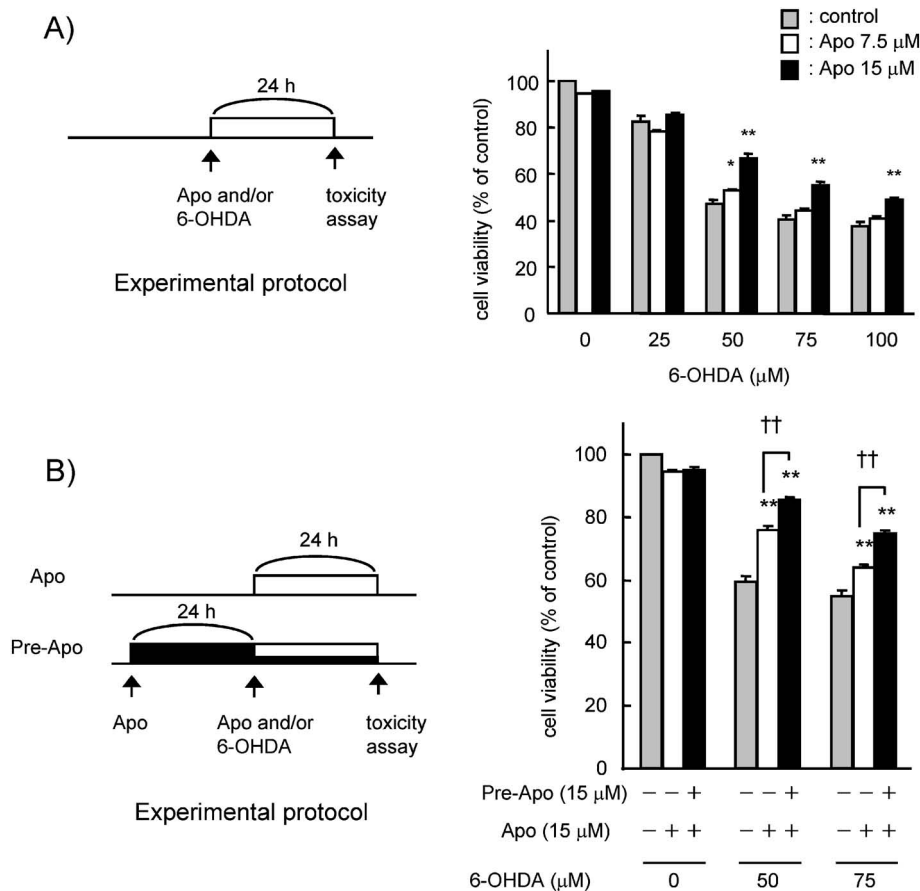 A)
24 h
Apo and/or
6-OHDA
toxicity
assay
Experimental protocol
: control
: Apo 7.5 μM
: Apo 15 μM
cell viability (% of control)
100
80
60
40
20
0
* ** ** **
0 25 50 75 100
6-OHDA (μM)
B)
Apo
24 h
Pre-Apo
24 h
Apo
Apo and/or
6-OHDA
toxicity
assay
Experimental protocol
cell viability (% of control)
100
80
60
40
20
0
†† ††
** ** ** **
Pre-Apo (15 μM) − − + − − + − − +
Apo (15 μM) − + + − + + − + +
6-OHDA (μM) 0 50 75